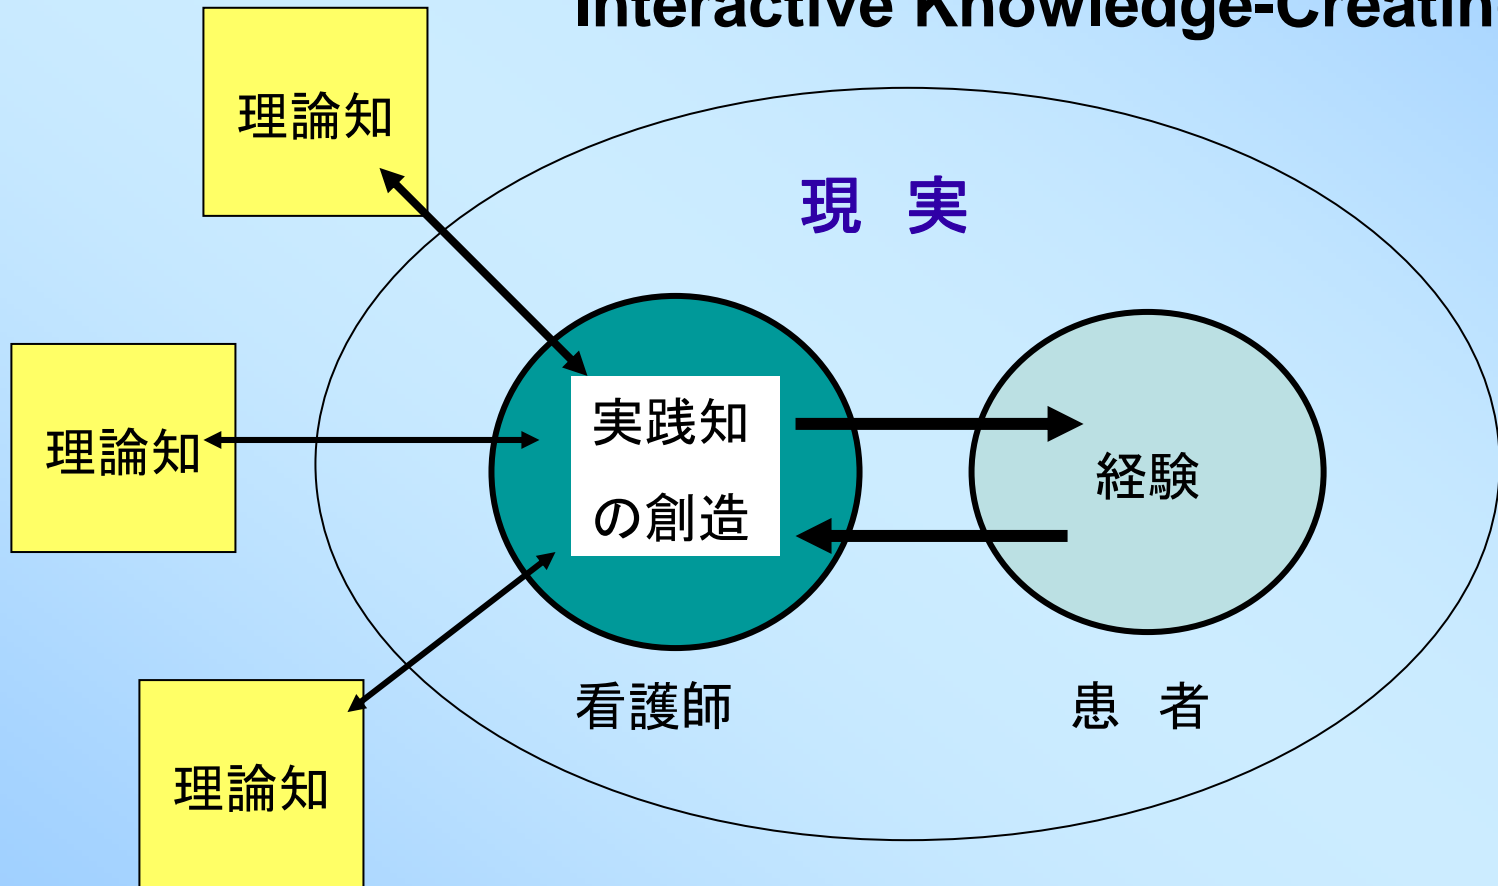 Interactive Knowledge-Creatin
理論知
現 実
理論知
実践知
の創造
経験
看護師
患 者
理論知